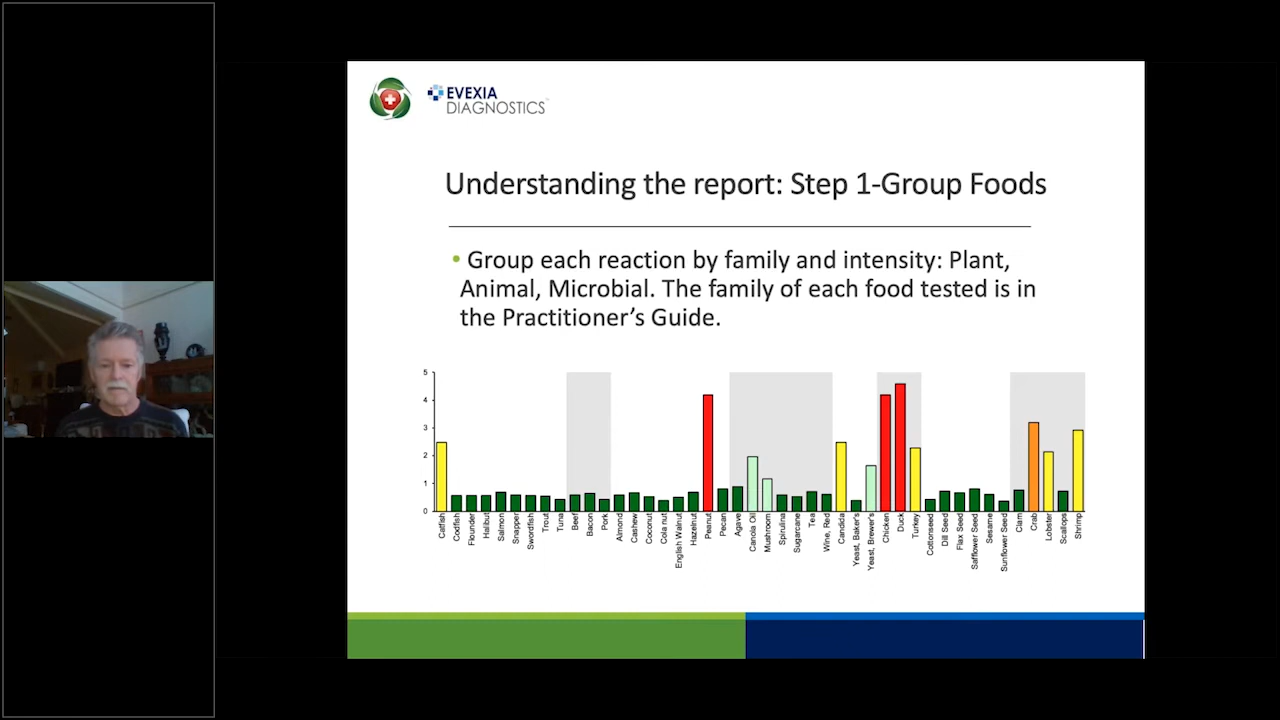 EVEXIA
DIAGNOSTICS
Understanding the report: Step 1-Group Foods
• Group each reaction by family and intensity: Plant,
Animal, Microbial. The family of each food tested is in
the Practitioner’s Guide.
5
4
3
2
1
0
Catfish
Codfish
Flounder
Halibut
Salmon
Snapper
Swordfish
Trout
Tuna
Beef
Bacon
Pork
Almond
Cashew
Coconut
Cola nut
English Walnut
Hazelnut
Peanut
Pecan
Agave
Canola Oil
Mushroom
Spirulina
Sugarcane
Tea
Wine, Red
Candida
Yeast, Baker's
Yeast, Brewer's
Chicken
Duck
Turkey
Cottonseed
Dill Seed
Flax Seed
Safflower Seed
Sesame
Sunflower Seed
Clam
Crab
Lobster
Scallops
Shrimp